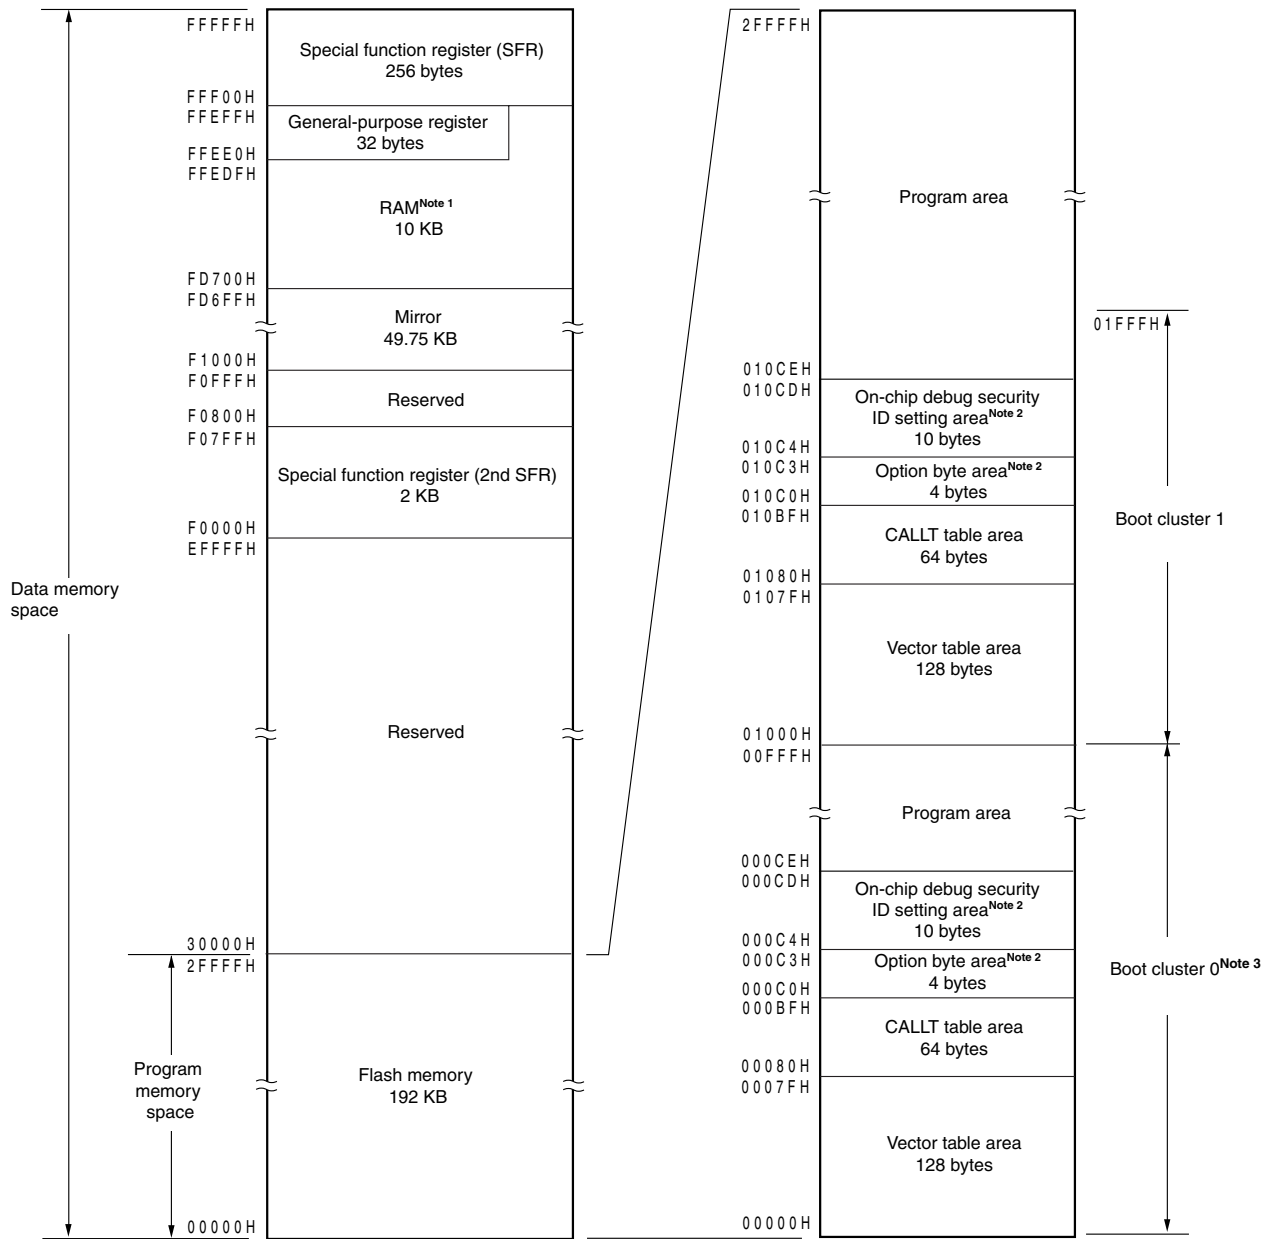 FFFFFH
Special function register (SFR)
256 bytes
FFF00H
FFEFFH
General-purpose register
32 bytes
FFEE0H
FFEDFH
RAMNote 1
10 KB
FD700H
FD6FFH
Mirror
49.75 KB
F1000H
F0FFFH
Reserved
F0800H
F07FFH
Special function register (2nd SFR)
2 KB
F0000H
EFFFFH
Data memory
space
Reserved
30000H
2FFFFH
Program
memory
space
Flash memory
192 KB
00000H
2FFFFH
Program area
01FFFH
010CEH
010CDH
On-chip debug security
ID setting areaNote 2
10 bytes
010C4H
010C3H
Option byte areaNote 2
4 bytes
010C0H
010BFH
Boot cluster 1
CALLT table area
64 bytes
01080H
0107FH
Vector table area
128 bytes
01000H
00FFFH
Program area
000CEH
000CDH
On-chip debug security
ID setting areaNote 2
10 bytes
000C4H
000C3H
Option byte areaNote 2
4 bytes
Boot cluster 0Note 3
000C0H
000BFH
CALLT table area
64 bytes
00080H
0007FH
Vector table area
128 bytes
00000H